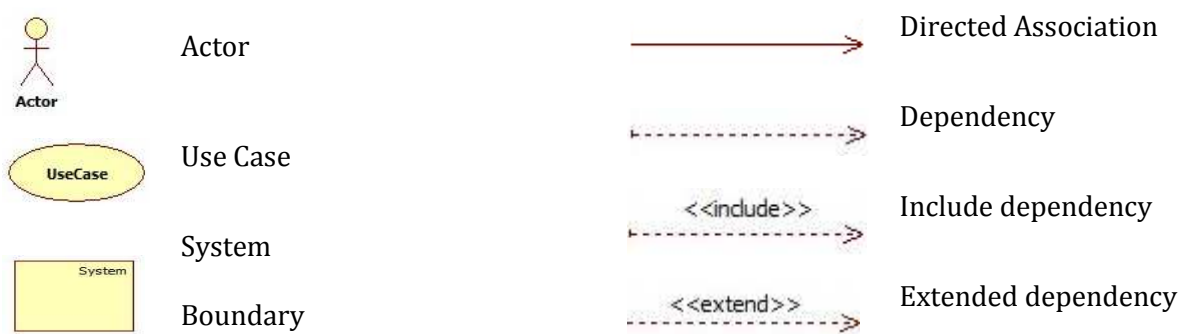 Actor
Actor
UseCase
Use Case
System
System
Boundary
Directed Association
Dependency
<<include>>
Include dependency
<<extend>>
Extended dependency